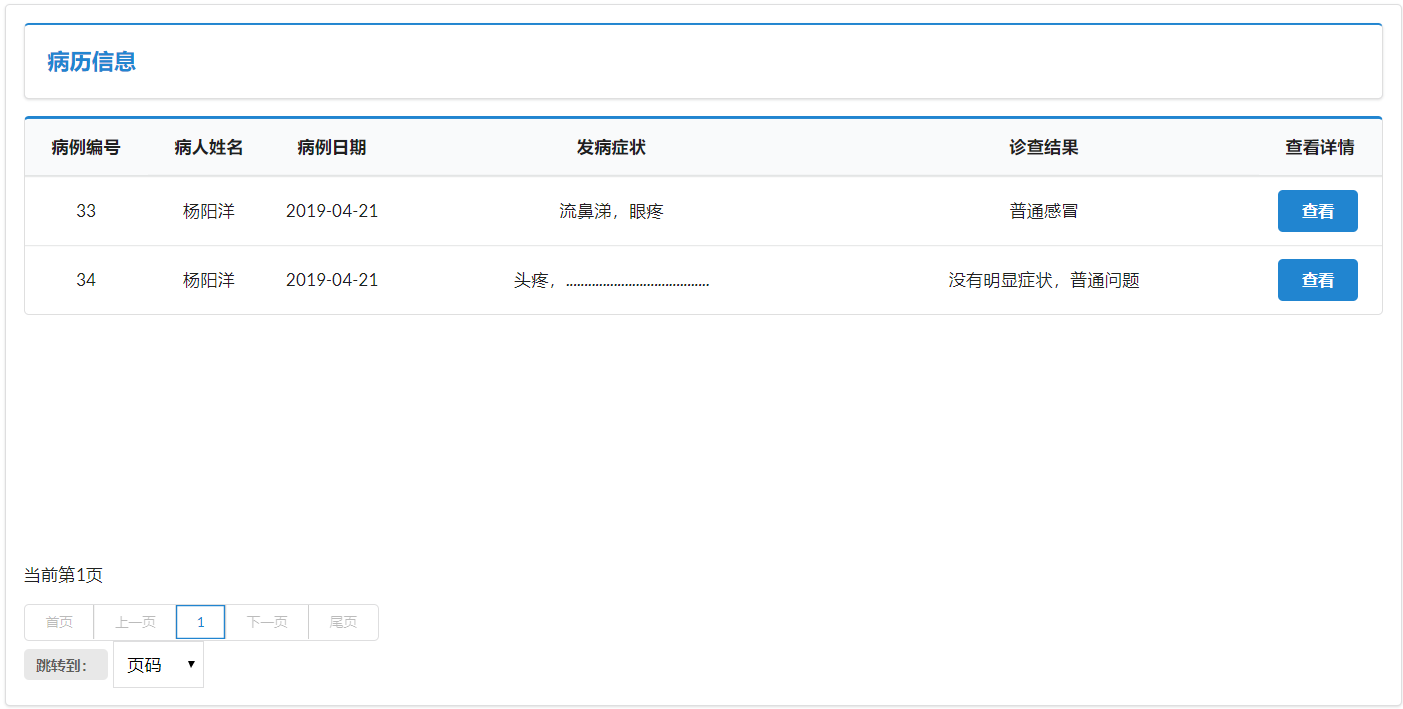 病历信息
病例编号 病人姓名 病例日期 发病症状 诊查结果 查看详情
33 杨阳洋 2019-04-21 流鼻涕，眼疼 普通感冒 查看
34 杨阳洋 2019-04-21 头疼，....................................... 没有明显症状，普通问题 查看
当前第1页
首页 上一页 1 下一页 尾页
跳转到： 页码